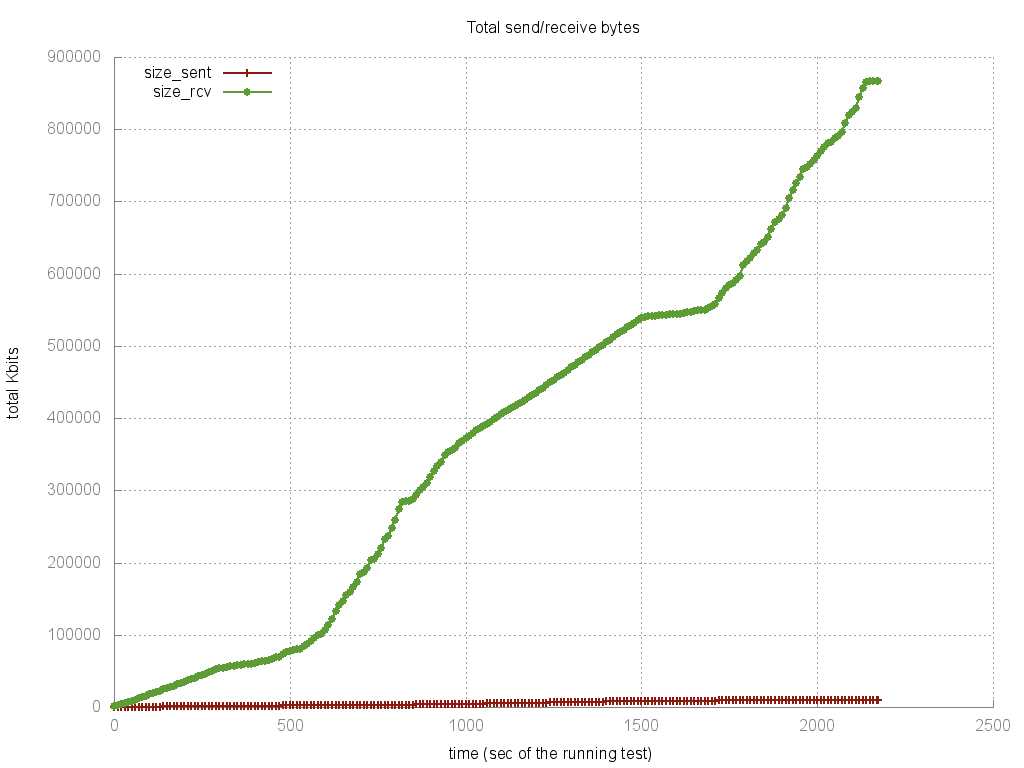 Total send/receive bytes
900000
800000
700000
600000
500000
400000
300000
200000
100000
0
size_sent
size_rcv
total Kbits
0 500 1000 1500 2000 2500
time (sec of the running test)